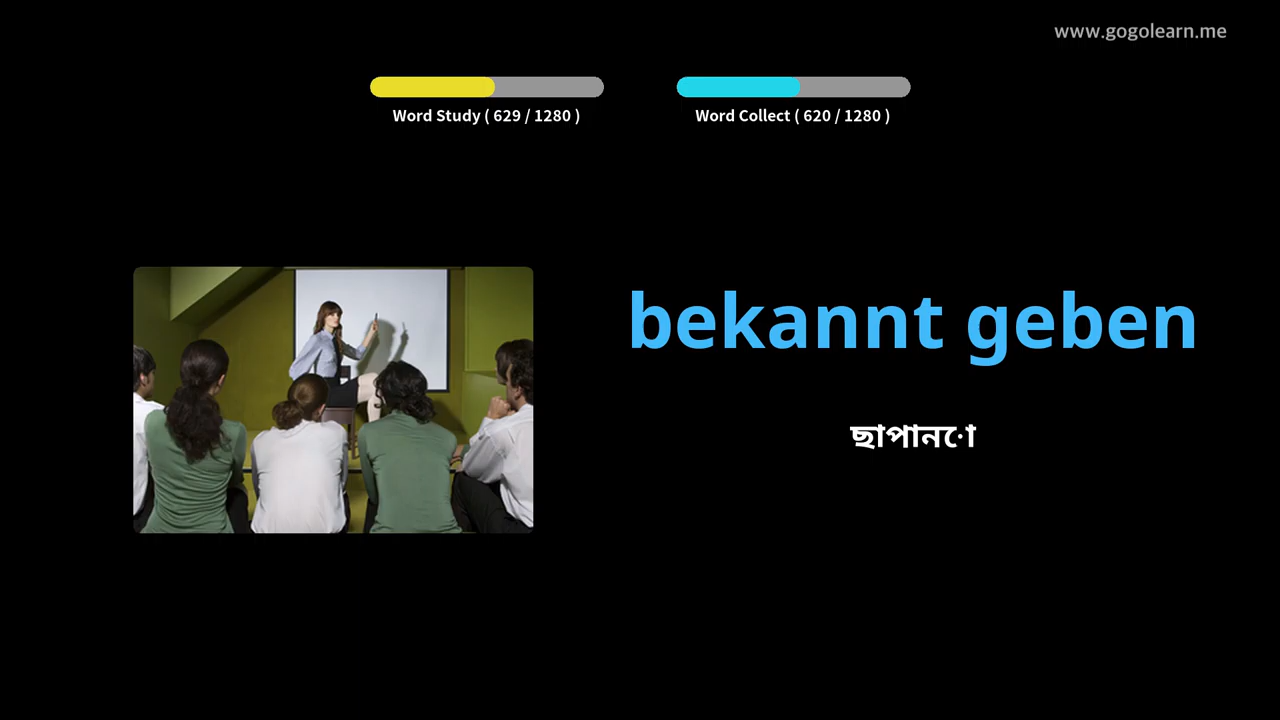 www.gogolearn.me
Word Study ( 629 / 1280 )
Word Collect ( 620 / 1280 )
bekannt geben
ছাপানো